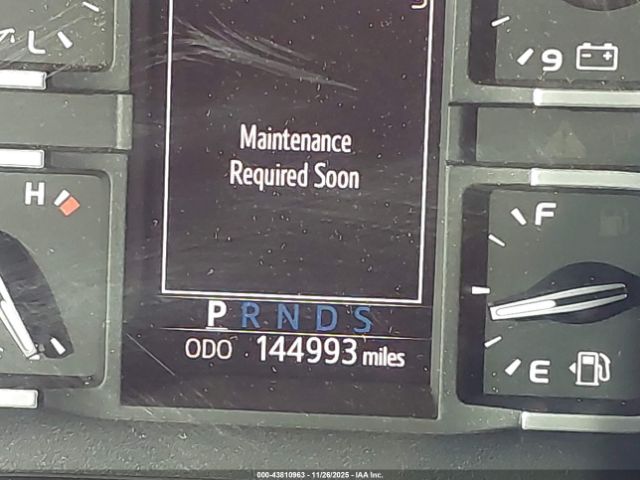 L
9
Maintenance
Required Soon
H
F
P R N D S
ODO 144993 miles
E
000-43810963 - 11/26/2025 - IAA Inc.